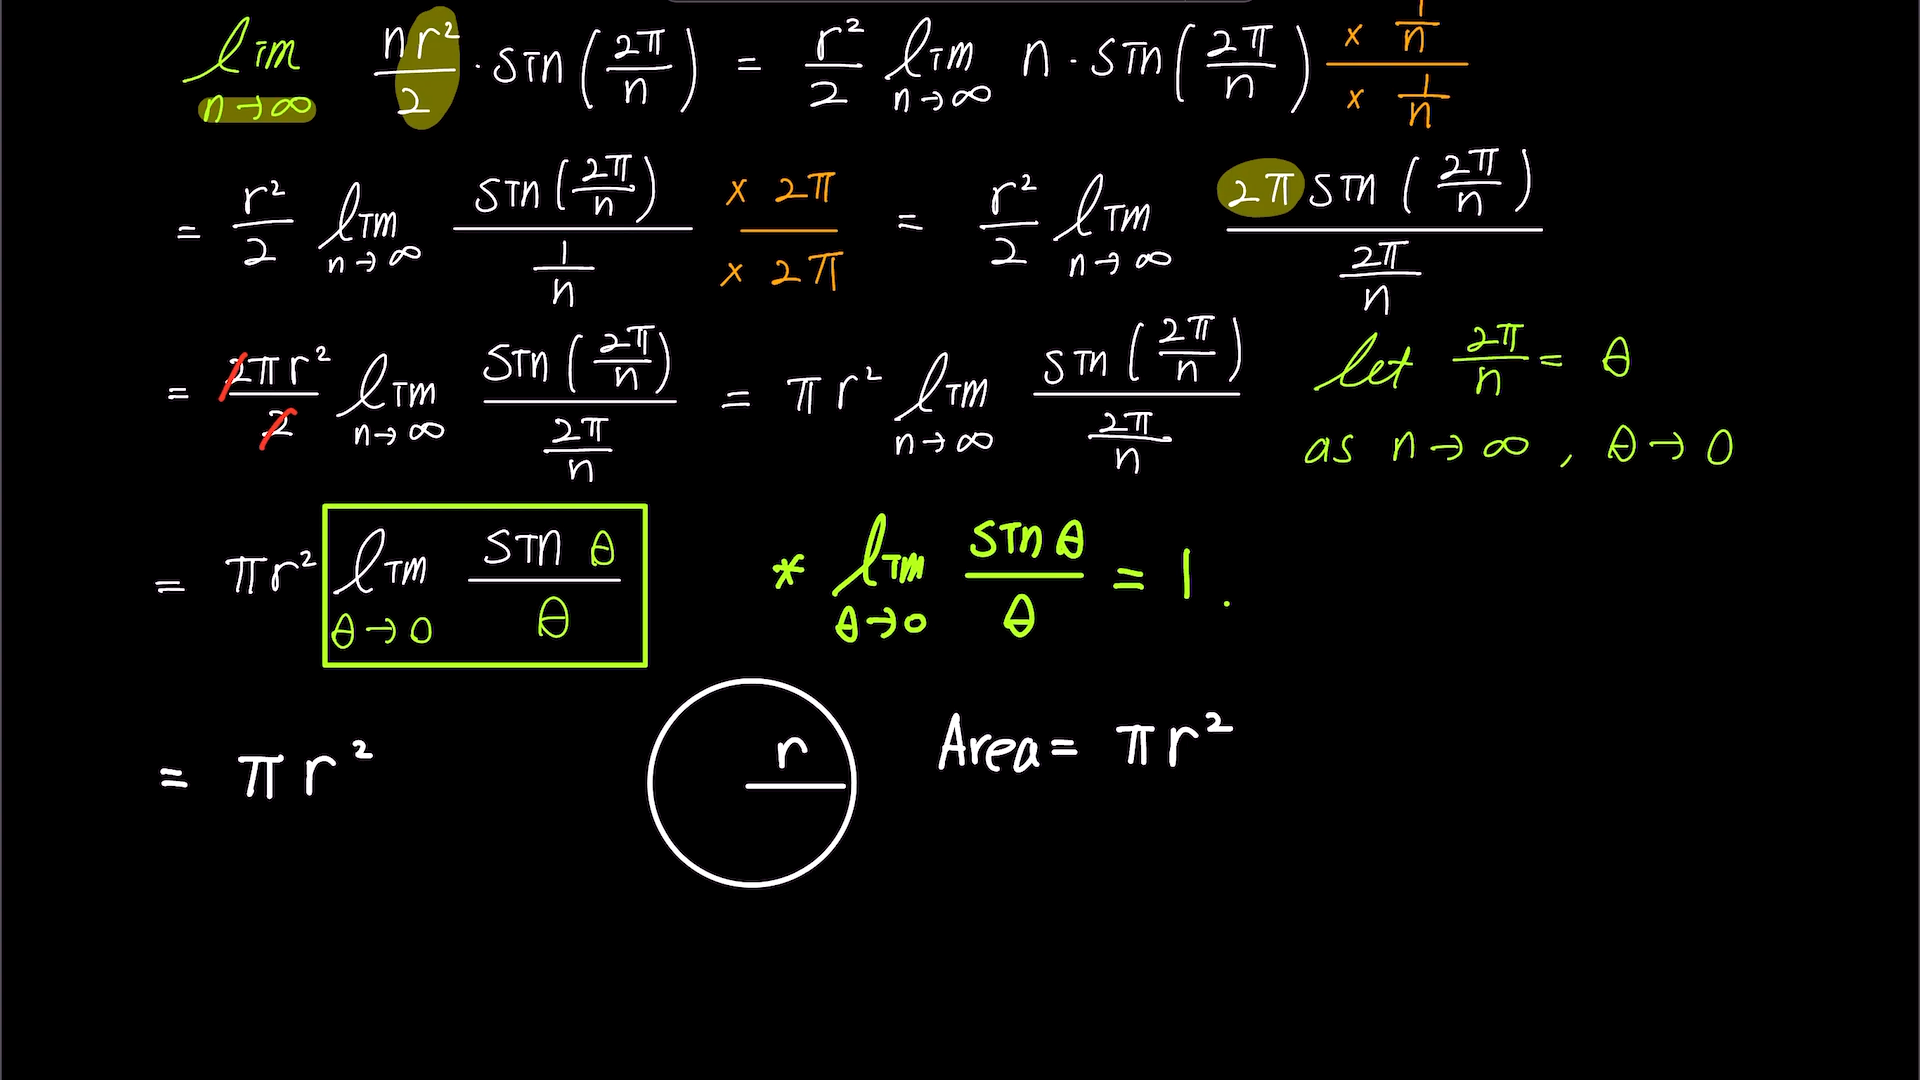 lim n→∞ nr²/2 · sin(2π/n) = r²/2 lim n→∞ n · sin(2π/n) × 1/n / × 1/n
= r²/2 lim n→∞ sin(2π/n) / (1/n) × 2π / × 2π = r²/2 lim n→∞ 2π sin(2π/n) / (2π/n)
= 2πr²/2 lim n→∞ sin(2π/n) / (2π/n) = πr² lim n→∞ sin(2π/n) / (2π/n) let 2π/n = θ
as n→∞, θ→0
= πr² lim θ→0 sin θ / θ * lim θ→0 sin θ / θ = 1.
= πr² r Area = πr²